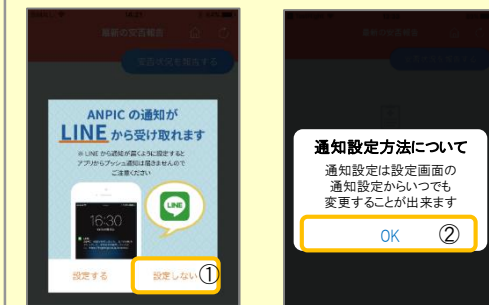 最新の安否報告
安否状況を報告する
ANPIC の通知が
LINE から受け取れます
※ LINE から通知が届くように設定すると
アプリからプッシュ通知は届きませんので
ご注意ください
LINE
16:30
設定する
設定しない ①
通知設定方法について
通知設定は設定画面の
通知設定からいつでも
変更することが出来ます
OK ②